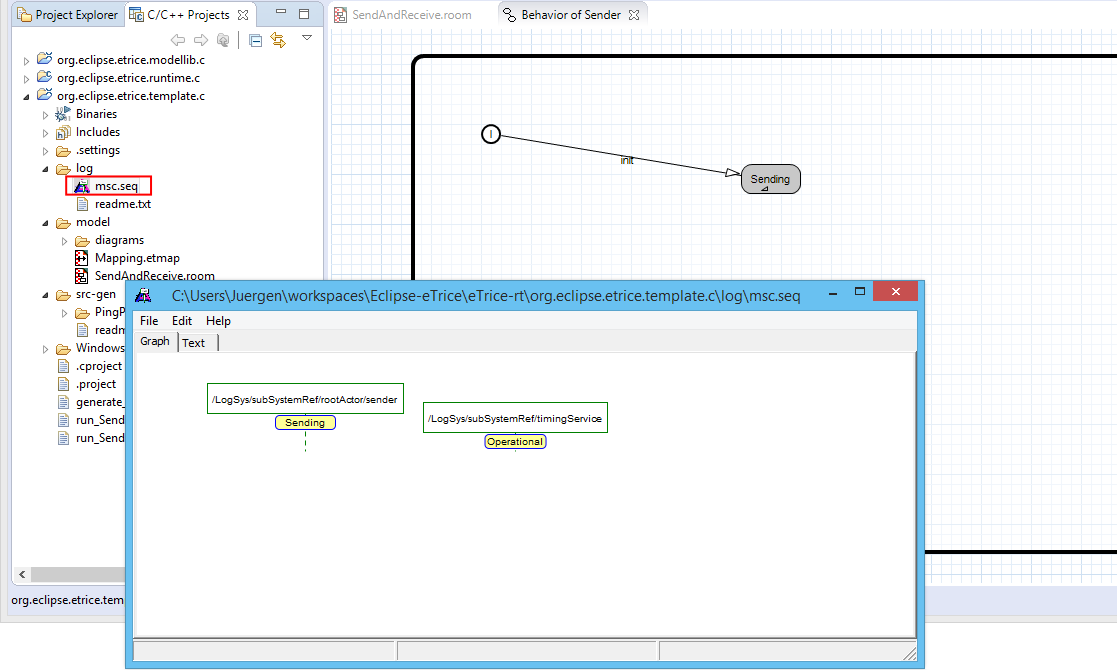 Project Explorer
C/C++ Projects
SendAndReceive.room
Behavior of Sender
org.eclipse.etrice.modellib.c
org.eclipse.etrice.runtime.c
org.eclipse.etrice.template.c
Binaries
Includes
.settings
log
msc.seq
readme.txt
model
diagrams
Mapping.etmap
SendAndReceive.room
src-gen
PingP
readm
Windows
.cproject
.project
generate_
run_Send
run_Send
org.eclipse.etrice.tem
I
init
Sending
C:\Users\Juergen\workspaces\Eclipse-eTrice\eTrice-rt\org.eclipse.etrice.template.c\log\msc.seq
File Edit Help
Graph Text
/LogSys/subSystemRef/rootActor/sender
Sending
/LogSys/subSystemRef/timingService
Operational